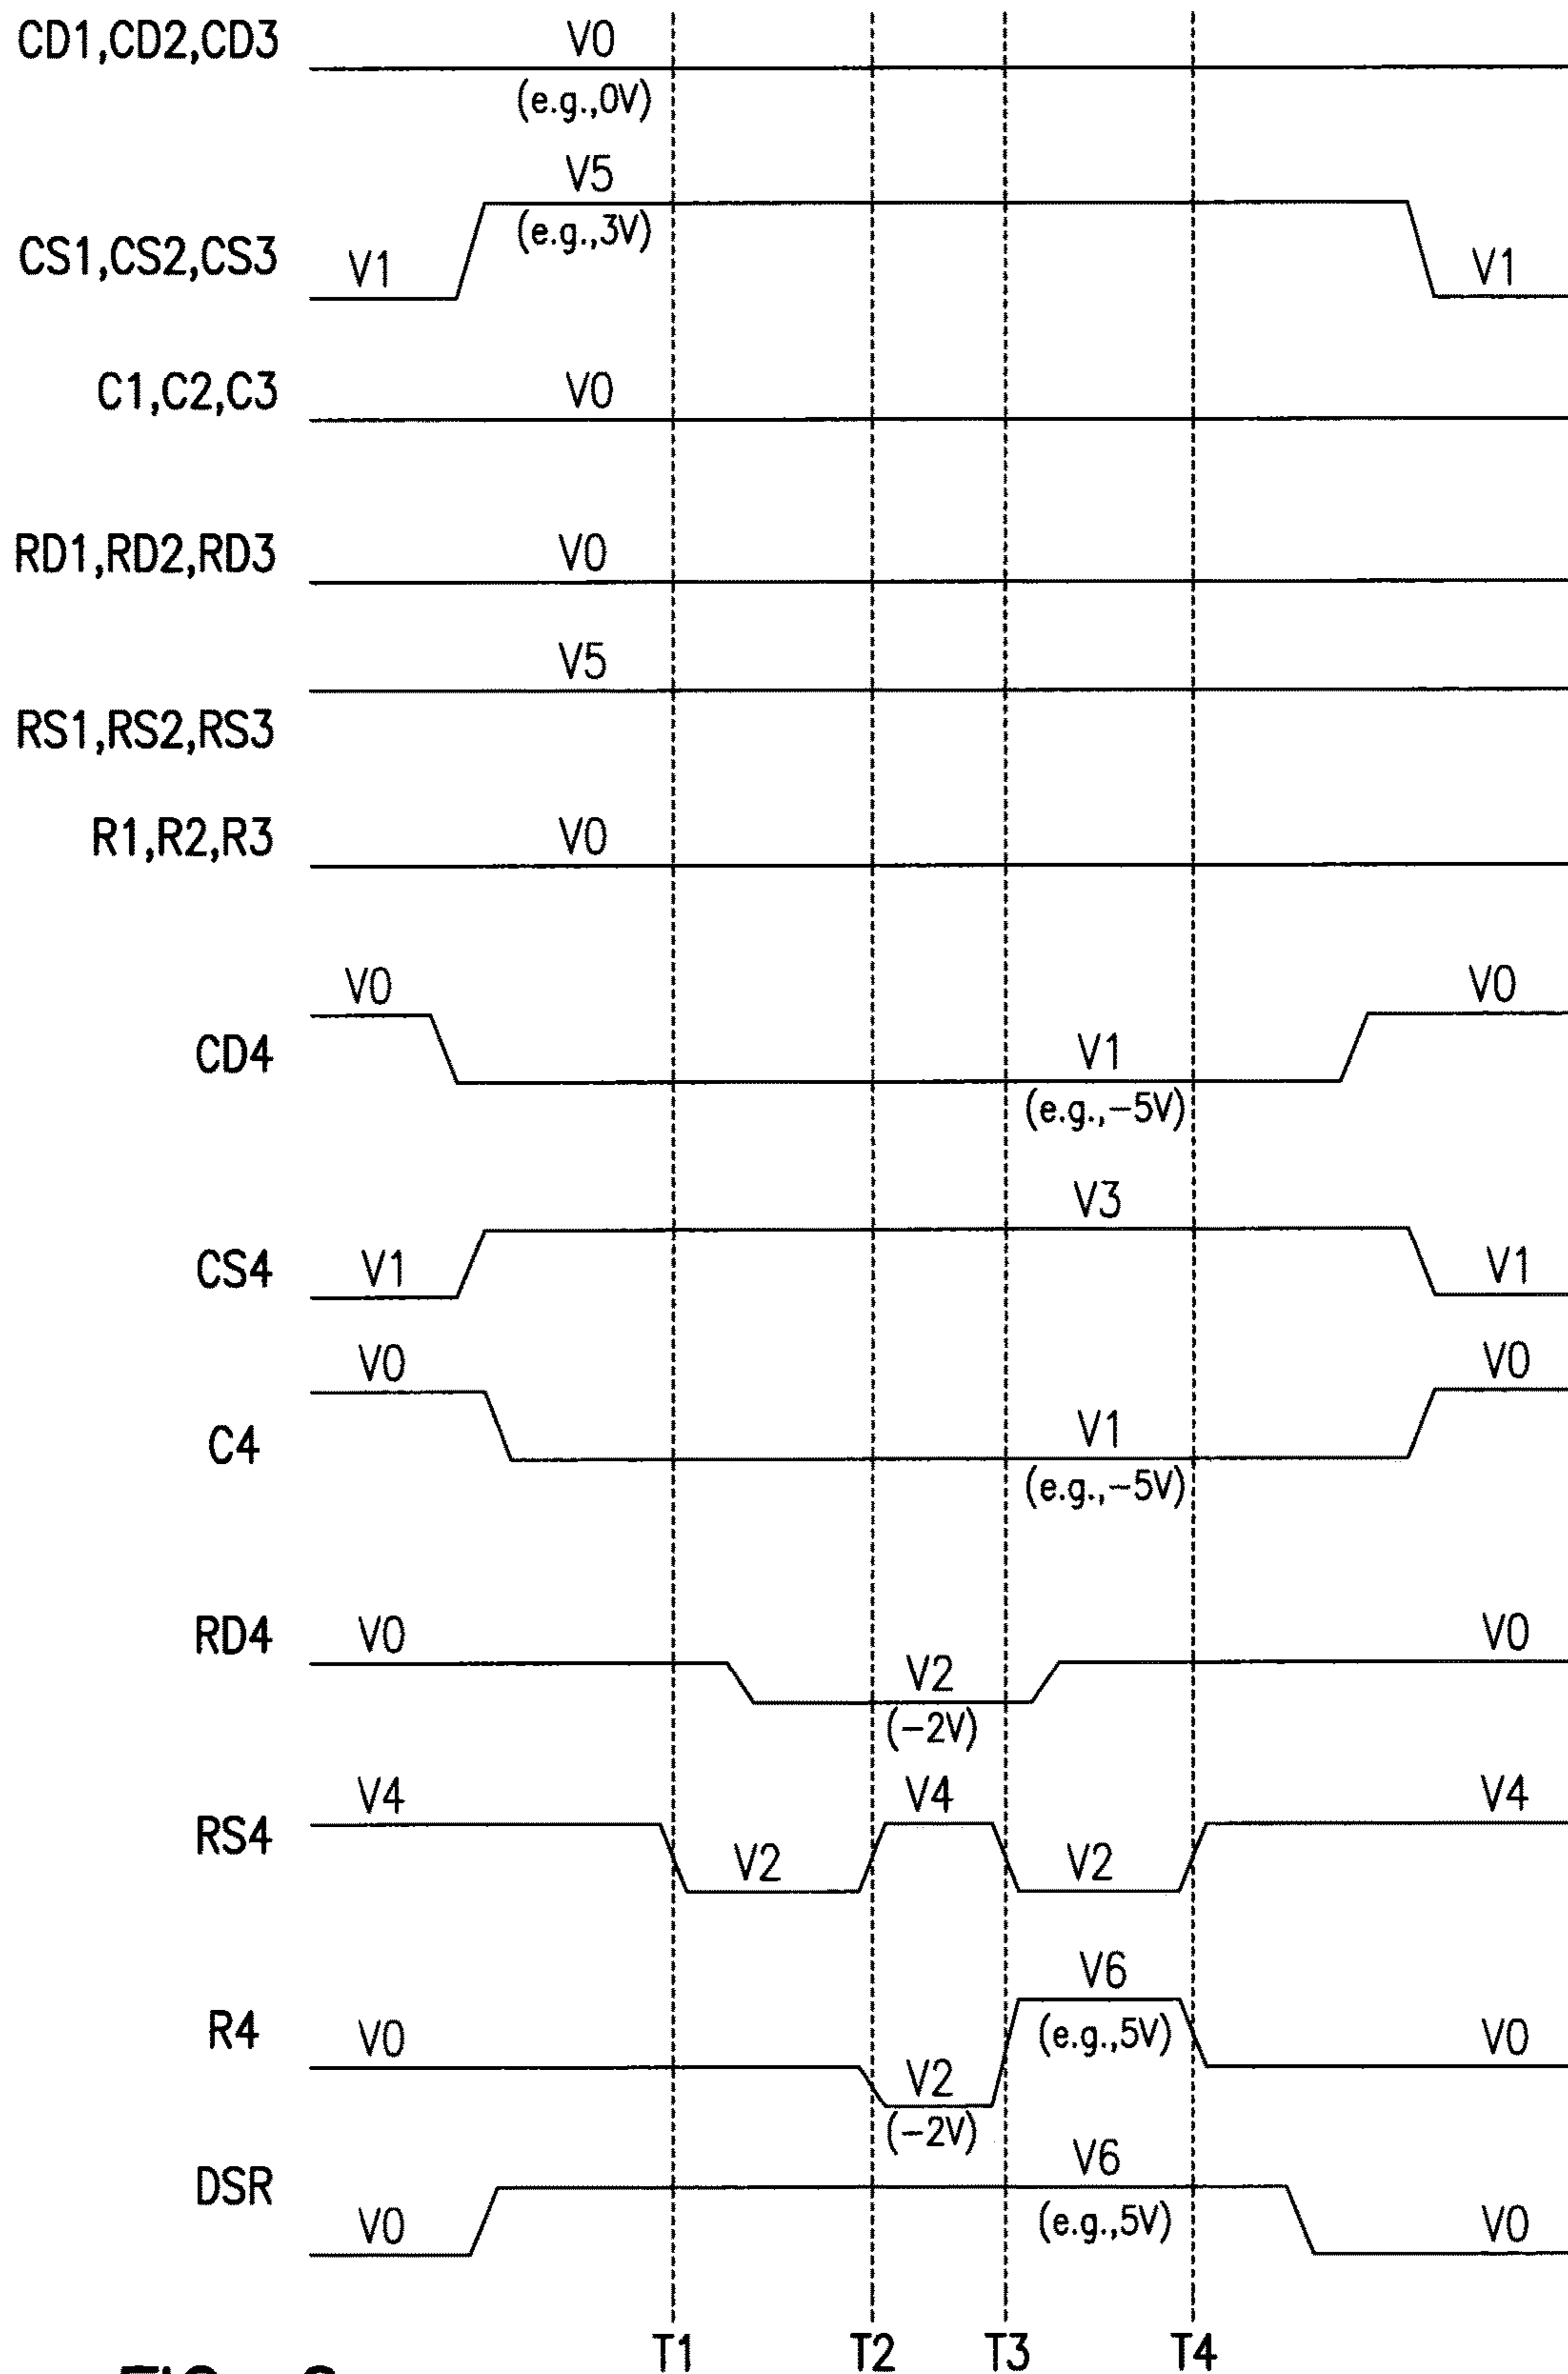 CD1,CD2,CD3
V0
(e.g.,0V)
V5
(e.g.,3V)
CS1,CS2,CS3
V1
V1
C1,C2,C3
V0
RD1,RD2,RD3
V0
V5
RS1,RS2,RS3
R1,R2,R3
V0
V0
V0
CD4
V1
(e.g.,−5V)
V3
CS4
V1
V1
V0
V0
C4
V1
(e.g.,−5V)
RD4
V0
V2
(−2V)
V0
RS4
V4
V2
V4
V2
V4
R4
V0
V2
(−2V)
V6
(e.g.,5V)
V0
DSR
V0
V6
(e.g.,5V)
V0
T1 T2 T3 T4